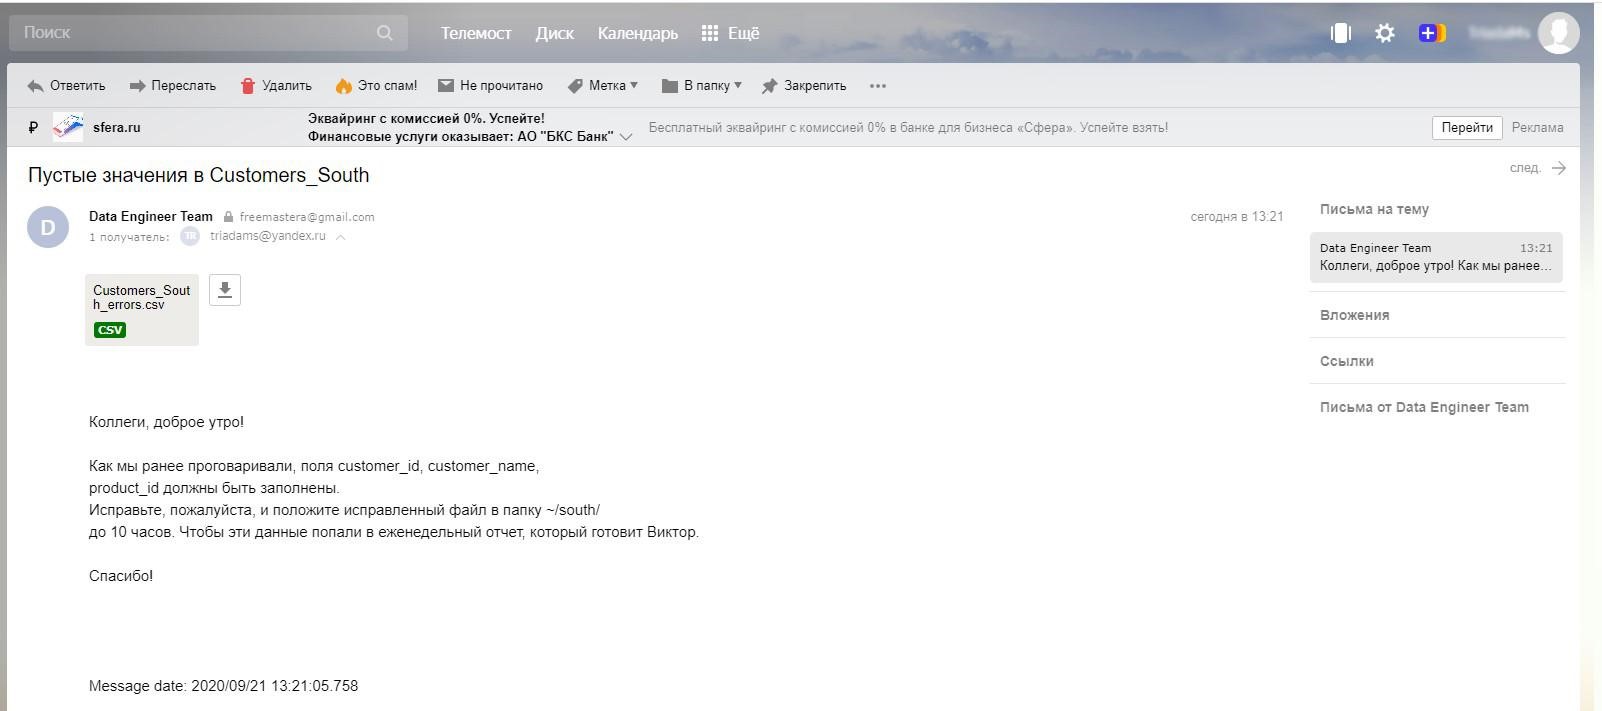 Поиск
Телемост Диск Календарь Ещё
Ответить Переслать Удалить Это спам! Не прочитано Метка В папку Закрепить
₽ sfera.ru
Эквайринг с комиссией 0%. Успейте!
Финансовые услуги оказывает: АО "БКС Банк"
Бесплатный эквайринг с комиссией 0% в банке для бизнеса «Сфера». Успейте взять!
Перейти Реклама
Пустые значения в Customers_South
след.
D
Data Engineer Team freemastera@gmail.com
сегодня в 13:21
1 получатель: TR triadams@yandex.ru
Customers_Sout
h_errors.csv
CSV
Коллеги, доброе утро!
Как мы ранее проговаривали, поля customer_id, customer_name,
product_id должны быть заполнены.
Исправьте, пожалуйста, и положите исправленный файл в папку ~/south/
до 10 часов. Чтобы эти данные попали в еженедельный отчет, который готовит Виктор.
Спасибо!
Message date: 2020/09/21 13:21:05.758
Письма на тему
Data Engineer Team 13:21
Коллеги, доброе утро! Как мы ранее...
Вложения
Ссылки
Письма от Data Engineer Team